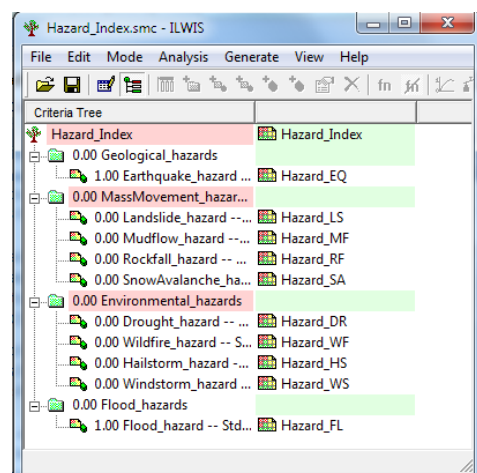 Hazard_Index.smc - ILWIS
File Edit Mode Analysis Generate View Help
fn
Criteria Tree
Hazard_Index Hazard_Index
0.00 Geological_hazards
1.00 Earthquake_hazard ... Hazard_EQ
0.00 MassMovement_hazar...
0.00 Landslide_hazard --... Hazard_LS
0.00 Mudflow_hazard --... Hazard_MF
0.00 Rockfall_hazard -- ... Hazard_RF
0.00 SnowAvalanche_ha... Hazard_SA
0.00 Environmental_hazards
0.00 Drought_hazard -- ... Hazard_DR
0.00 Wildfire_hazard -- S... Hazard_WF
0.00 Hailstorm_hazard -... Hazard_HS
0.00 Windstorm_hazard ... Hazard_WS
0.00 Flood_hazards
1.00 Flood_hazard -- Std... Hazard_FL